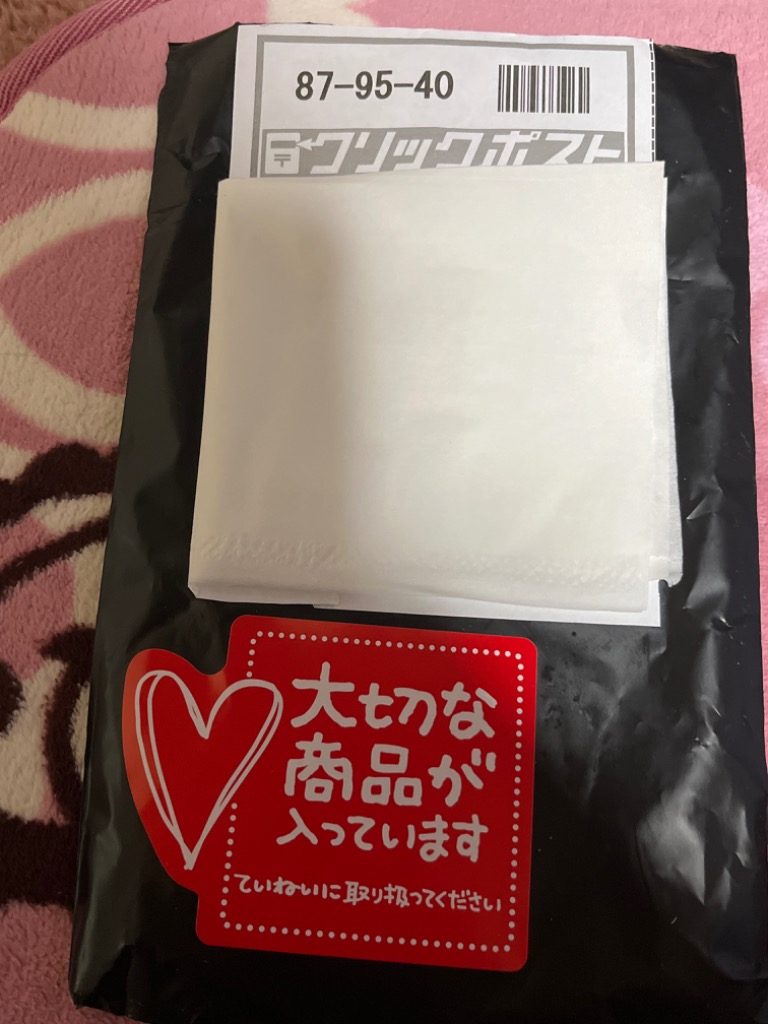 87-95-40
〒クリックポスト
大切な
商品が
入っています
ていねいに取り扱ってください